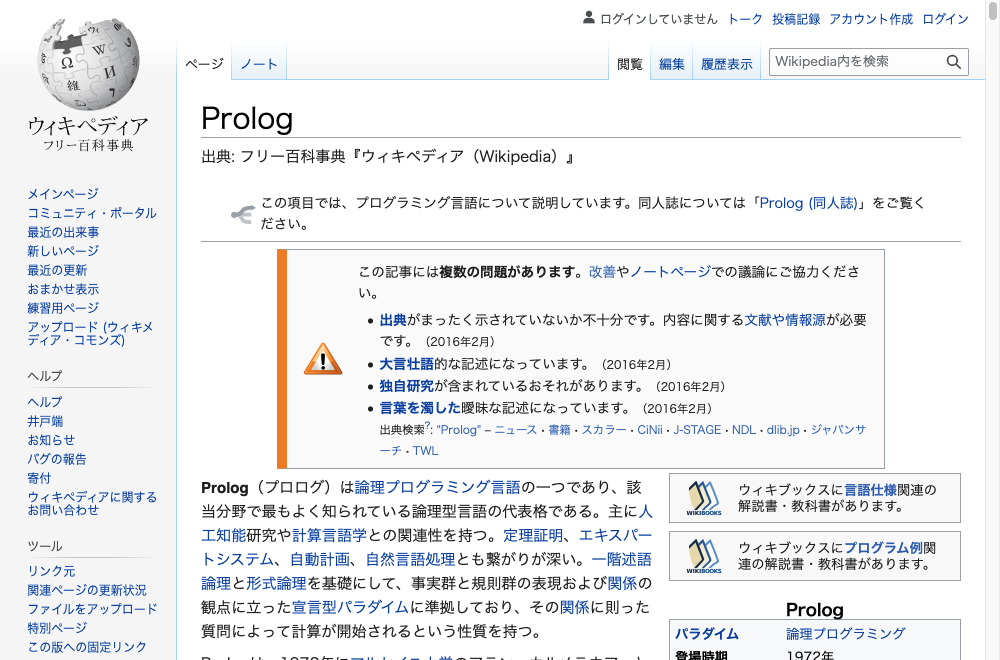 ログインしていません トーク 投稿記録 アカウント作成 ログイン
ページ ノート 閲覧 編集 履歴表示 Wikipedia内を検索
ウィキペディア
フリー百科事典
メインページ
コミュニティ・ポータル
最近の出来事
新しいページ
最近の更新
おまかせ表示
練習用ページ
アップロード (ウィキメ
ディア・コモンズ)
ヘルプ
ヘルプ
井戸端
お知らせ
バグの報告
寄付
ウィキペディアに関する
お問い合わせ
ツール
リンク元
関連ページの更新状況
ファイルをアップロード
特別ページ
この版への固定リンク
Prolog
出典: フリー百科事典『ウィキペディア（Wikipedia）』
この項目では、プログラミング言語について説明しています。同人誌については「Prolog (同人誌)」をご覧く
ださい。
この記事には複数の問題があります。改善やノートページでの議論にご協力くださ
い。
• 出典がまったく示されていないか不十分です。内容に関する文献や情報源が必要
です。（2016年2月）
• 大言壮語的な記述になっています。（2016年2月）
• 独自研究が含まれているおそれがあります。（2016年2月）
• 言葉を濁した曖昧な記述になっています。（2016年2月）
出典検索?: "Prolog" – ニュース・書籍・スカラー・CiNii・J-STAGE・NDL・dlib.jp・ジャパンサ
ーチ・TWL
Prolog（プロログ）は論理プログラミング言語の一つであり、該
当分野で最もよく知られている論理型言語の代表格である。主に人
工知能研究や計算言語学との関連性を持つ。定理証明、エキスパー
トシステム、自動計画、自然言語処理とも繋がりが深い。一階述語
論理と形式論理を基礎にして、事実群と規則群の表現および関係の
観点に立った宣言型パラダイムに準拠しており、その関係に則った
質問によって計算が開始されるという性質を持つ。
WIKIBOOKS
ウィキブックスに言語仕様関連の
解説書・教科書があります。
WIKIBOOKS
ウィキブックスにプログラム例関
連の解説書・教科書があります。
Prolog
パラダイム 論理プログラミング
登場時期 1972年